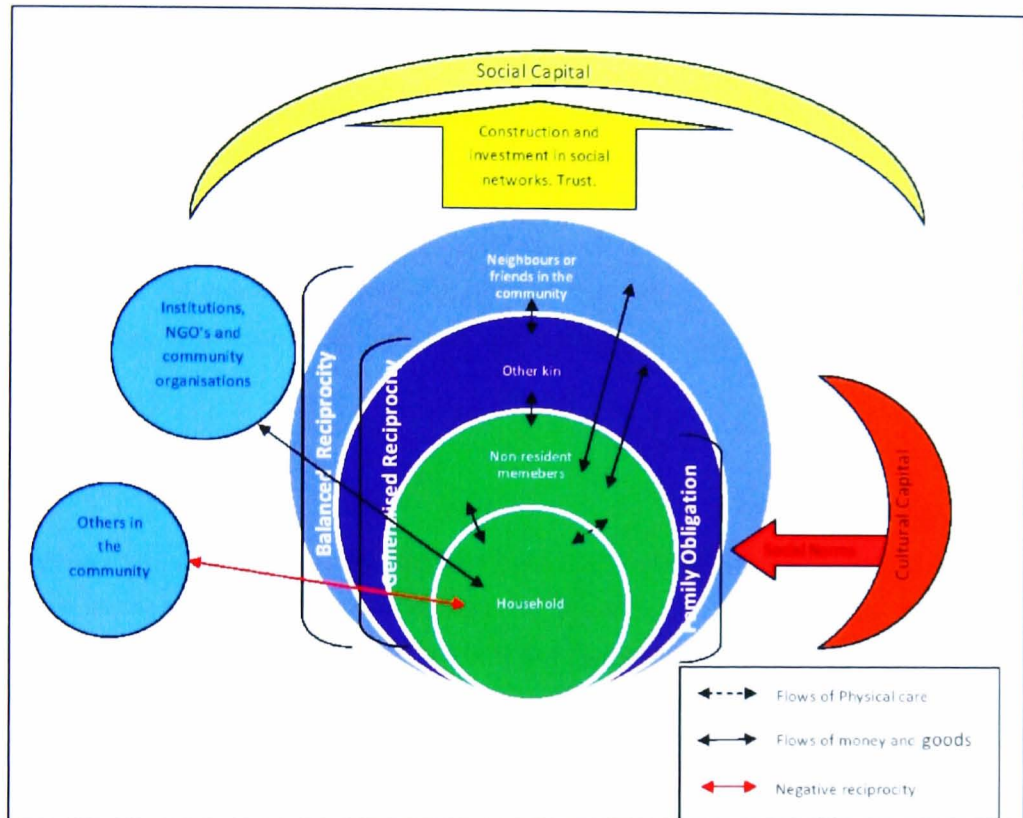 Social Capital
Construction and
investment in social
networks. Trust.
Neighbours or
friends in the
community
Institutions,
NGO's and
community
organisations
Other kin
Balanced Reciprocity
Generalised Reciprocity
Non-resident
memebers
Family Obligation
Social Norms
Cultural Capital
Others in
the
community
Household
Flows of Physical care
Flows of money and goods
Negative reciprocity